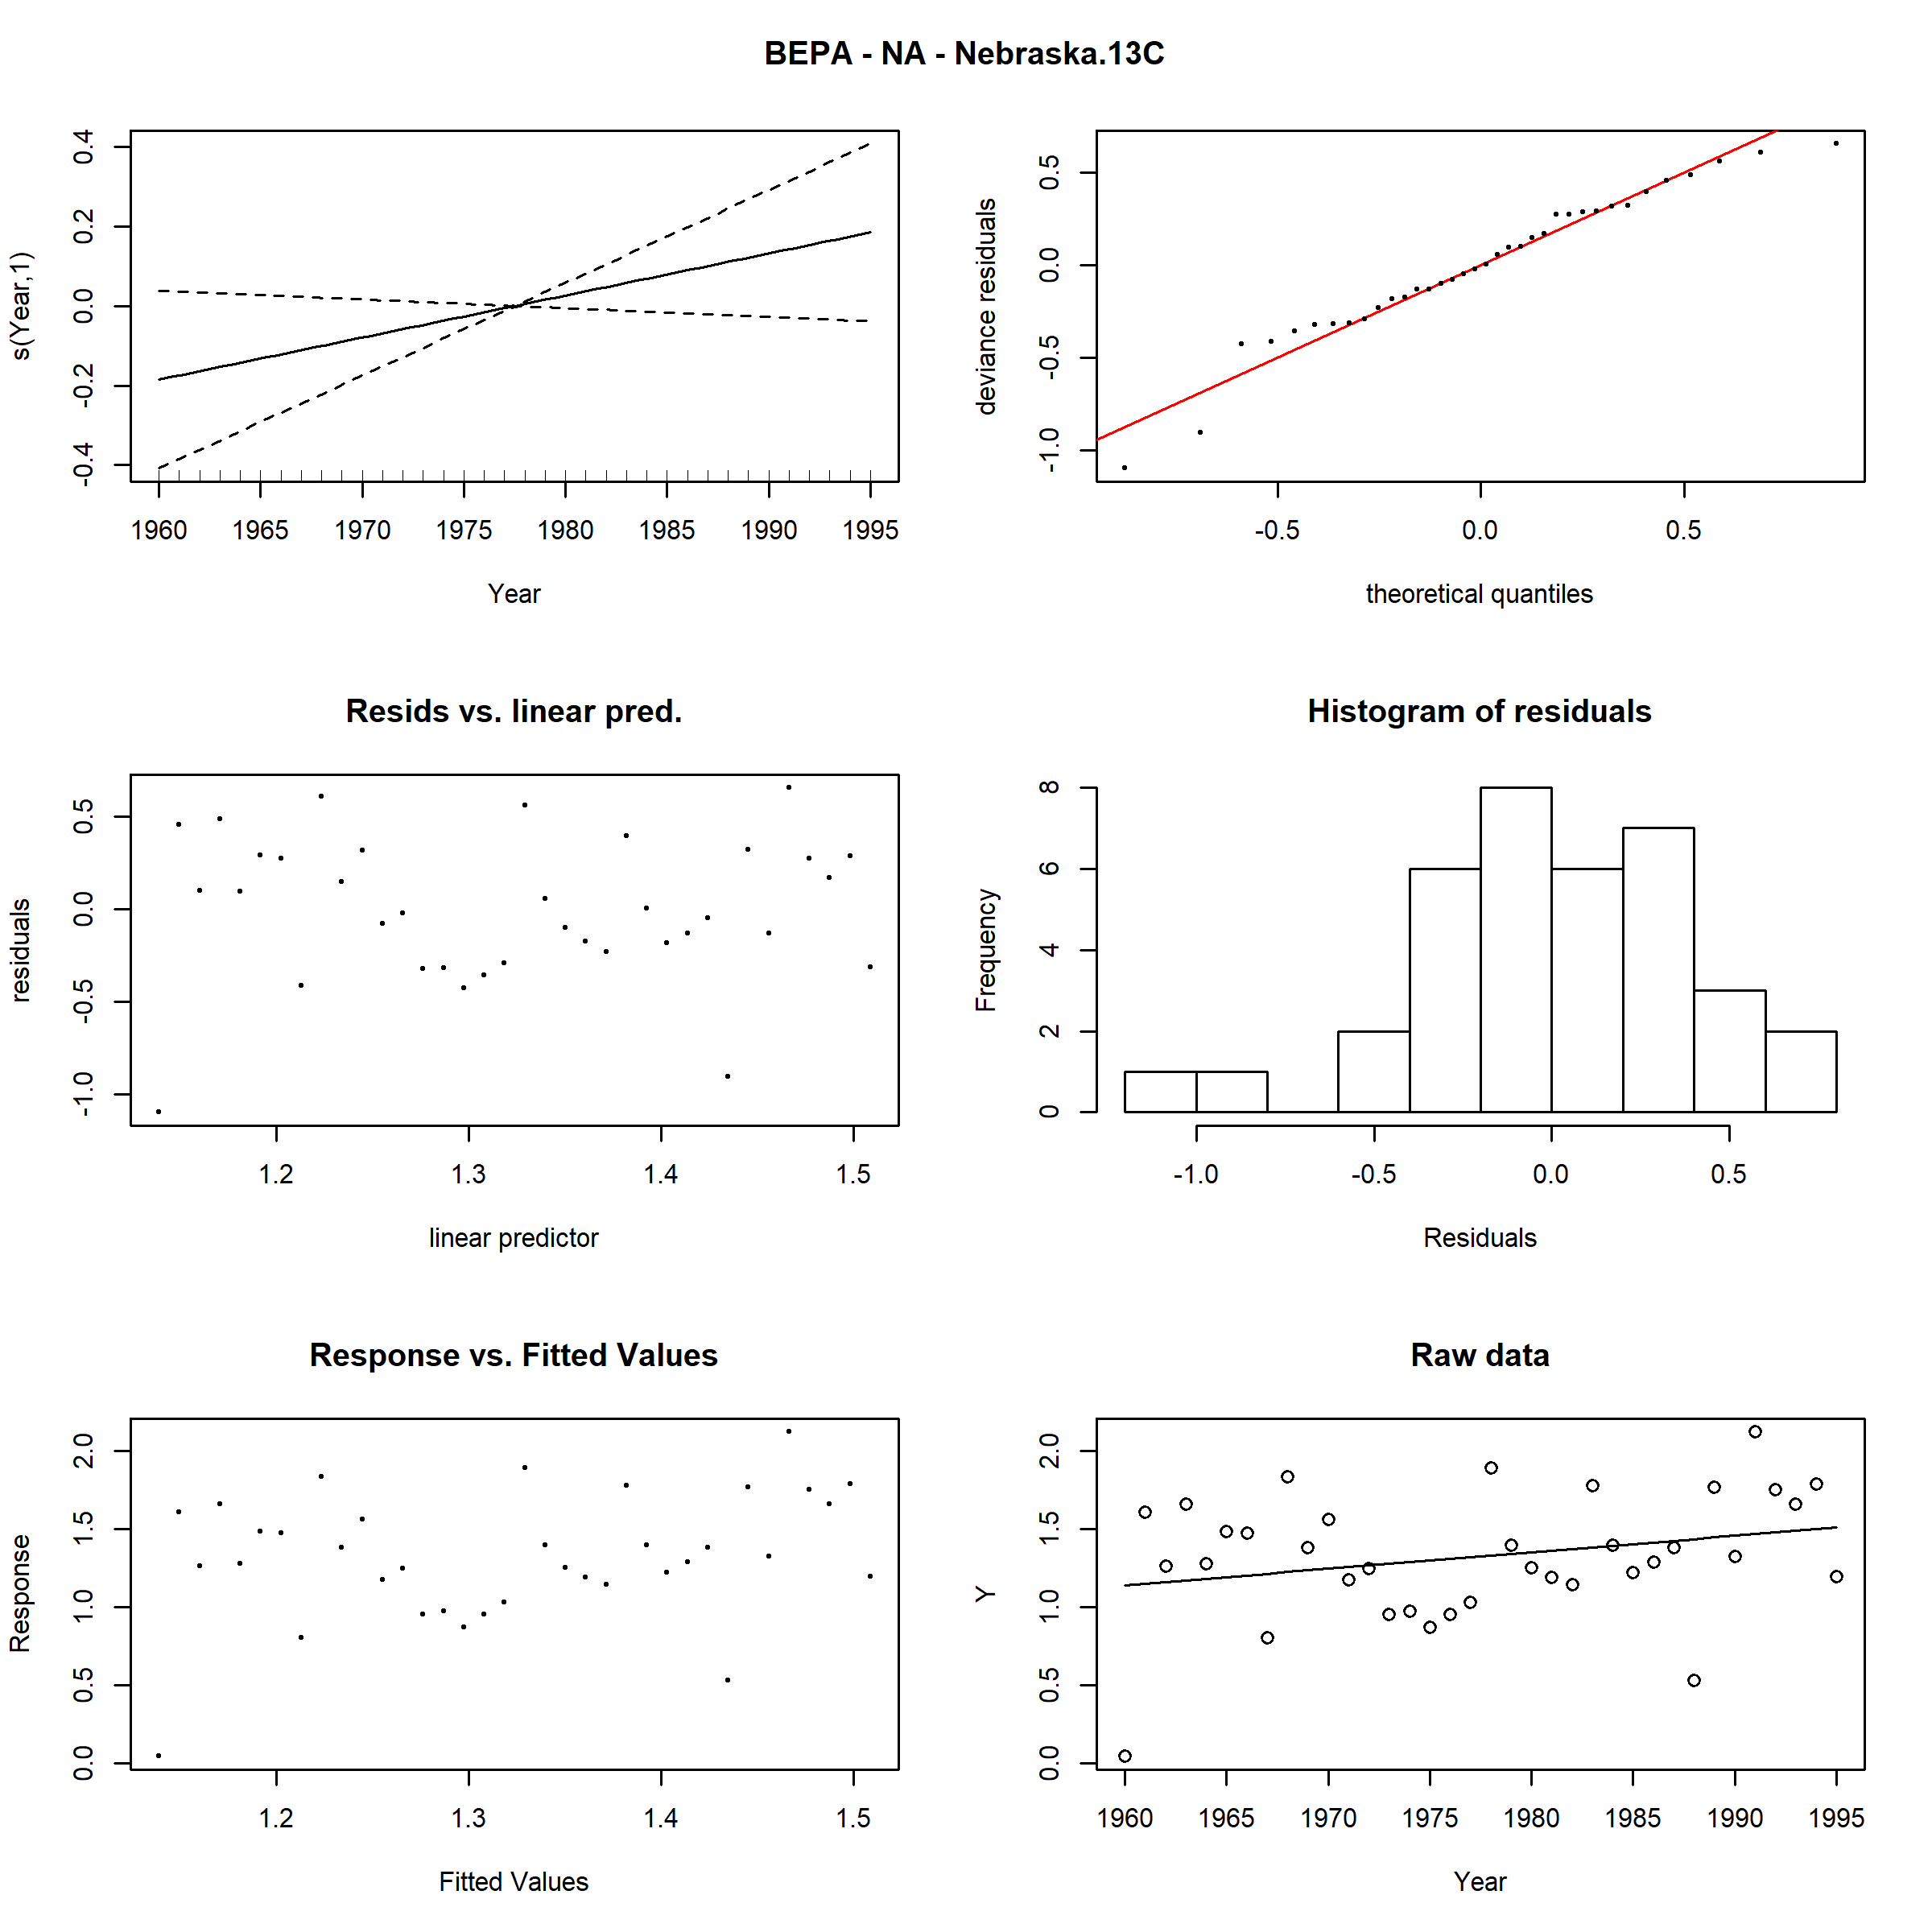 BEPA - NA - Nebraska.13C
s(Year,1)
-0.4 -0.2 0.0 0.2 0.4
1960 1965 1970 1975 1980 1985 1990 1995
Year
deviance residuals
-1.0 -0.5 0.0 0.5
-0.5 0.0 0.5
theoretical quantiles
Resids vs. linear pred.
residuals
-1.0 -0.5 0.0 0.5
1.2 1.3 1.4 1.5
linear predictor
Histogram of residuals
Frequency
0 2 4 6 8
-1.0 -0.5 0.0 0.5
Residuals
Response vs. Fitted Values
Response
0.0 0.5 1.0 1.5 2.0
1.2 1.3 1.4 1.5
Fitted Values
Raw data
Y
0.0 0.5 1.0 1.5 2.0
1960 1965 1970 1975 1980 1985 1990 1995
Year